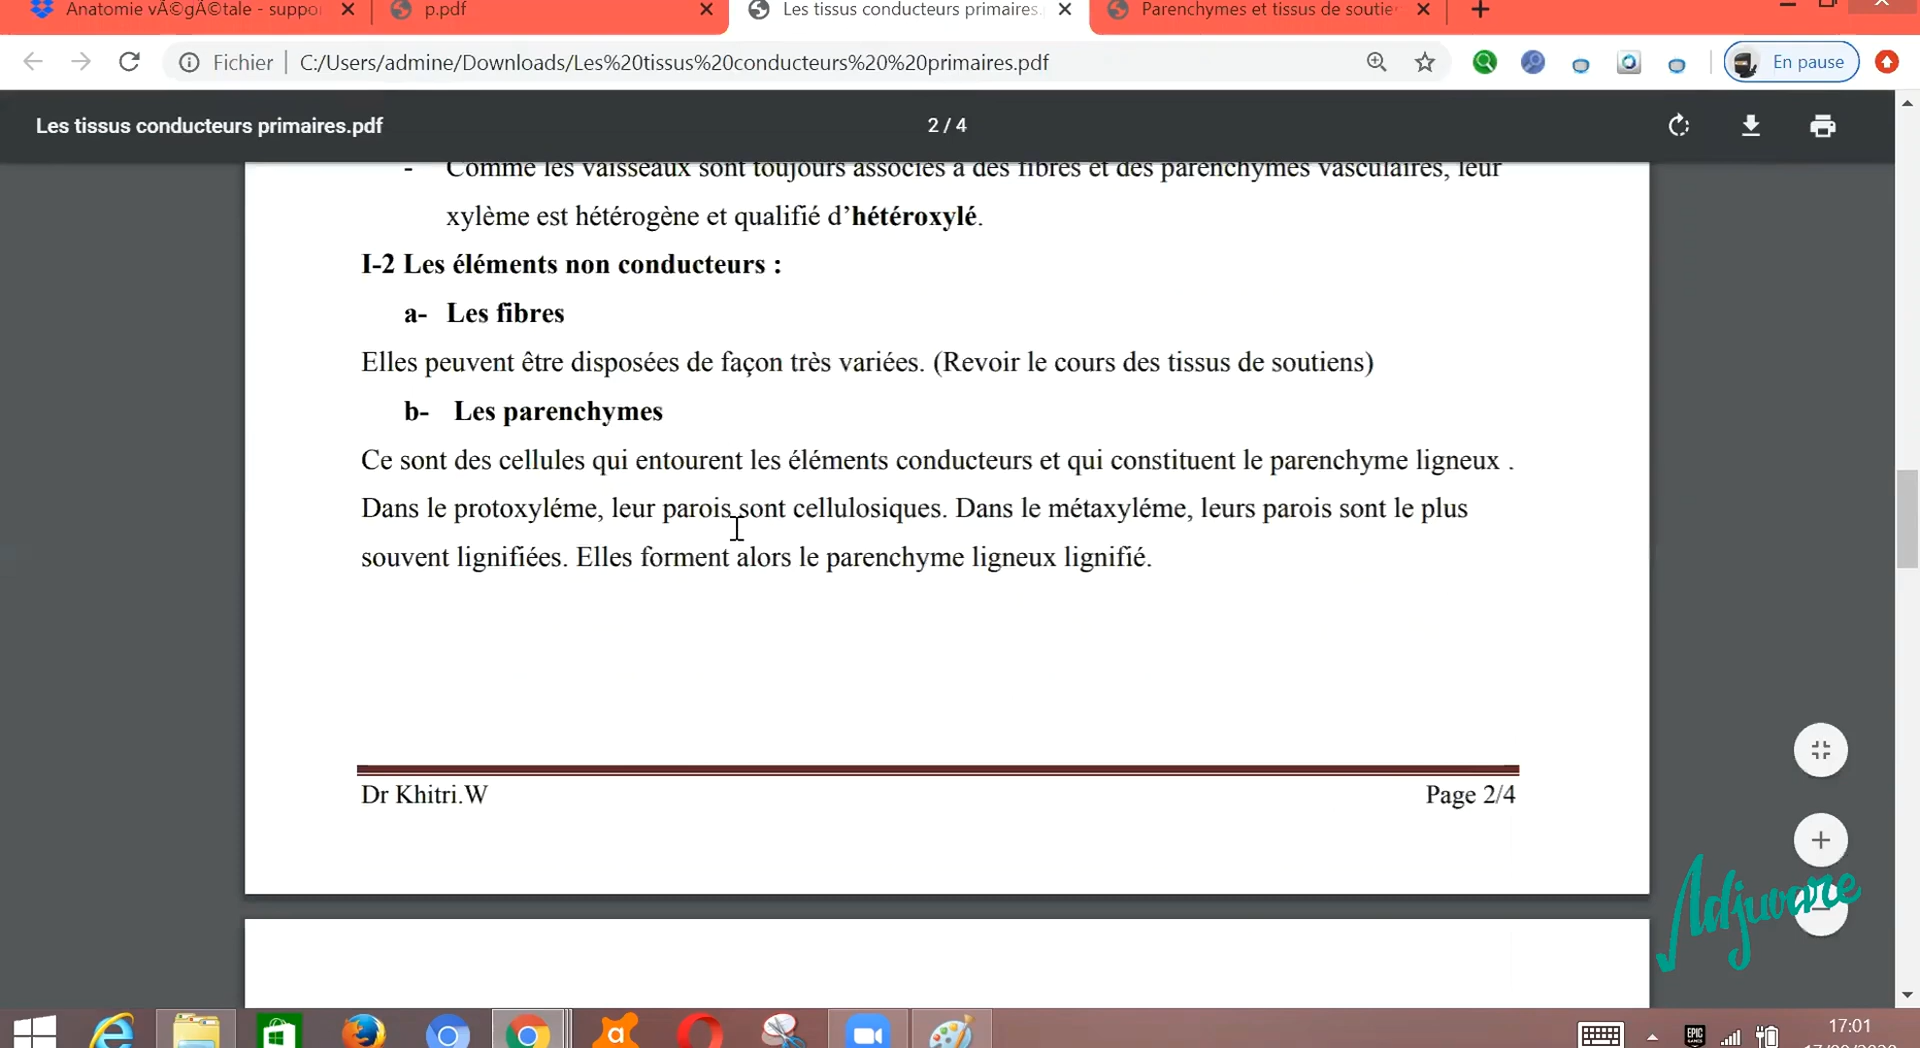 Anatomie vÃ©gÃ©tale - suppo
p.pdf
Les tissus conducteurs primaires.
Parenchymes et tissus de soutie
Fichier
C:/Users/admine/Downloads/Les%20tissus%20conducteurs%20%20primaires.pdf
En pause
Les tissus conducteurs primaires.pdf
2 / 4
- Comme les vaisseaux sont toujours associés à des fibres et des parenchymes vasculaires, leur
xylème est hétérogène et qualifié d’hétéroxylé.
I-2 Les éléments non conducteurs :
a- Les fibres
Elles peuvent être disposées de façon très variées. (Revoir le cours des tissus de soutiens)
b- Les parenchymes
Ce sont des cellules qui entourent les éléments conducteurs et qui constituent le parenchyme ligneux .
Dans le protoxyléme, leur parois sont cellulosiques. Dans le métaxyléme, leurs parois sont le plus
souvent lignifiées. Elles forment alors le parenchyme ligneux lignifié.
Dr Khitri.W
Page 2/4
Adjuvare
EPIC
17:01